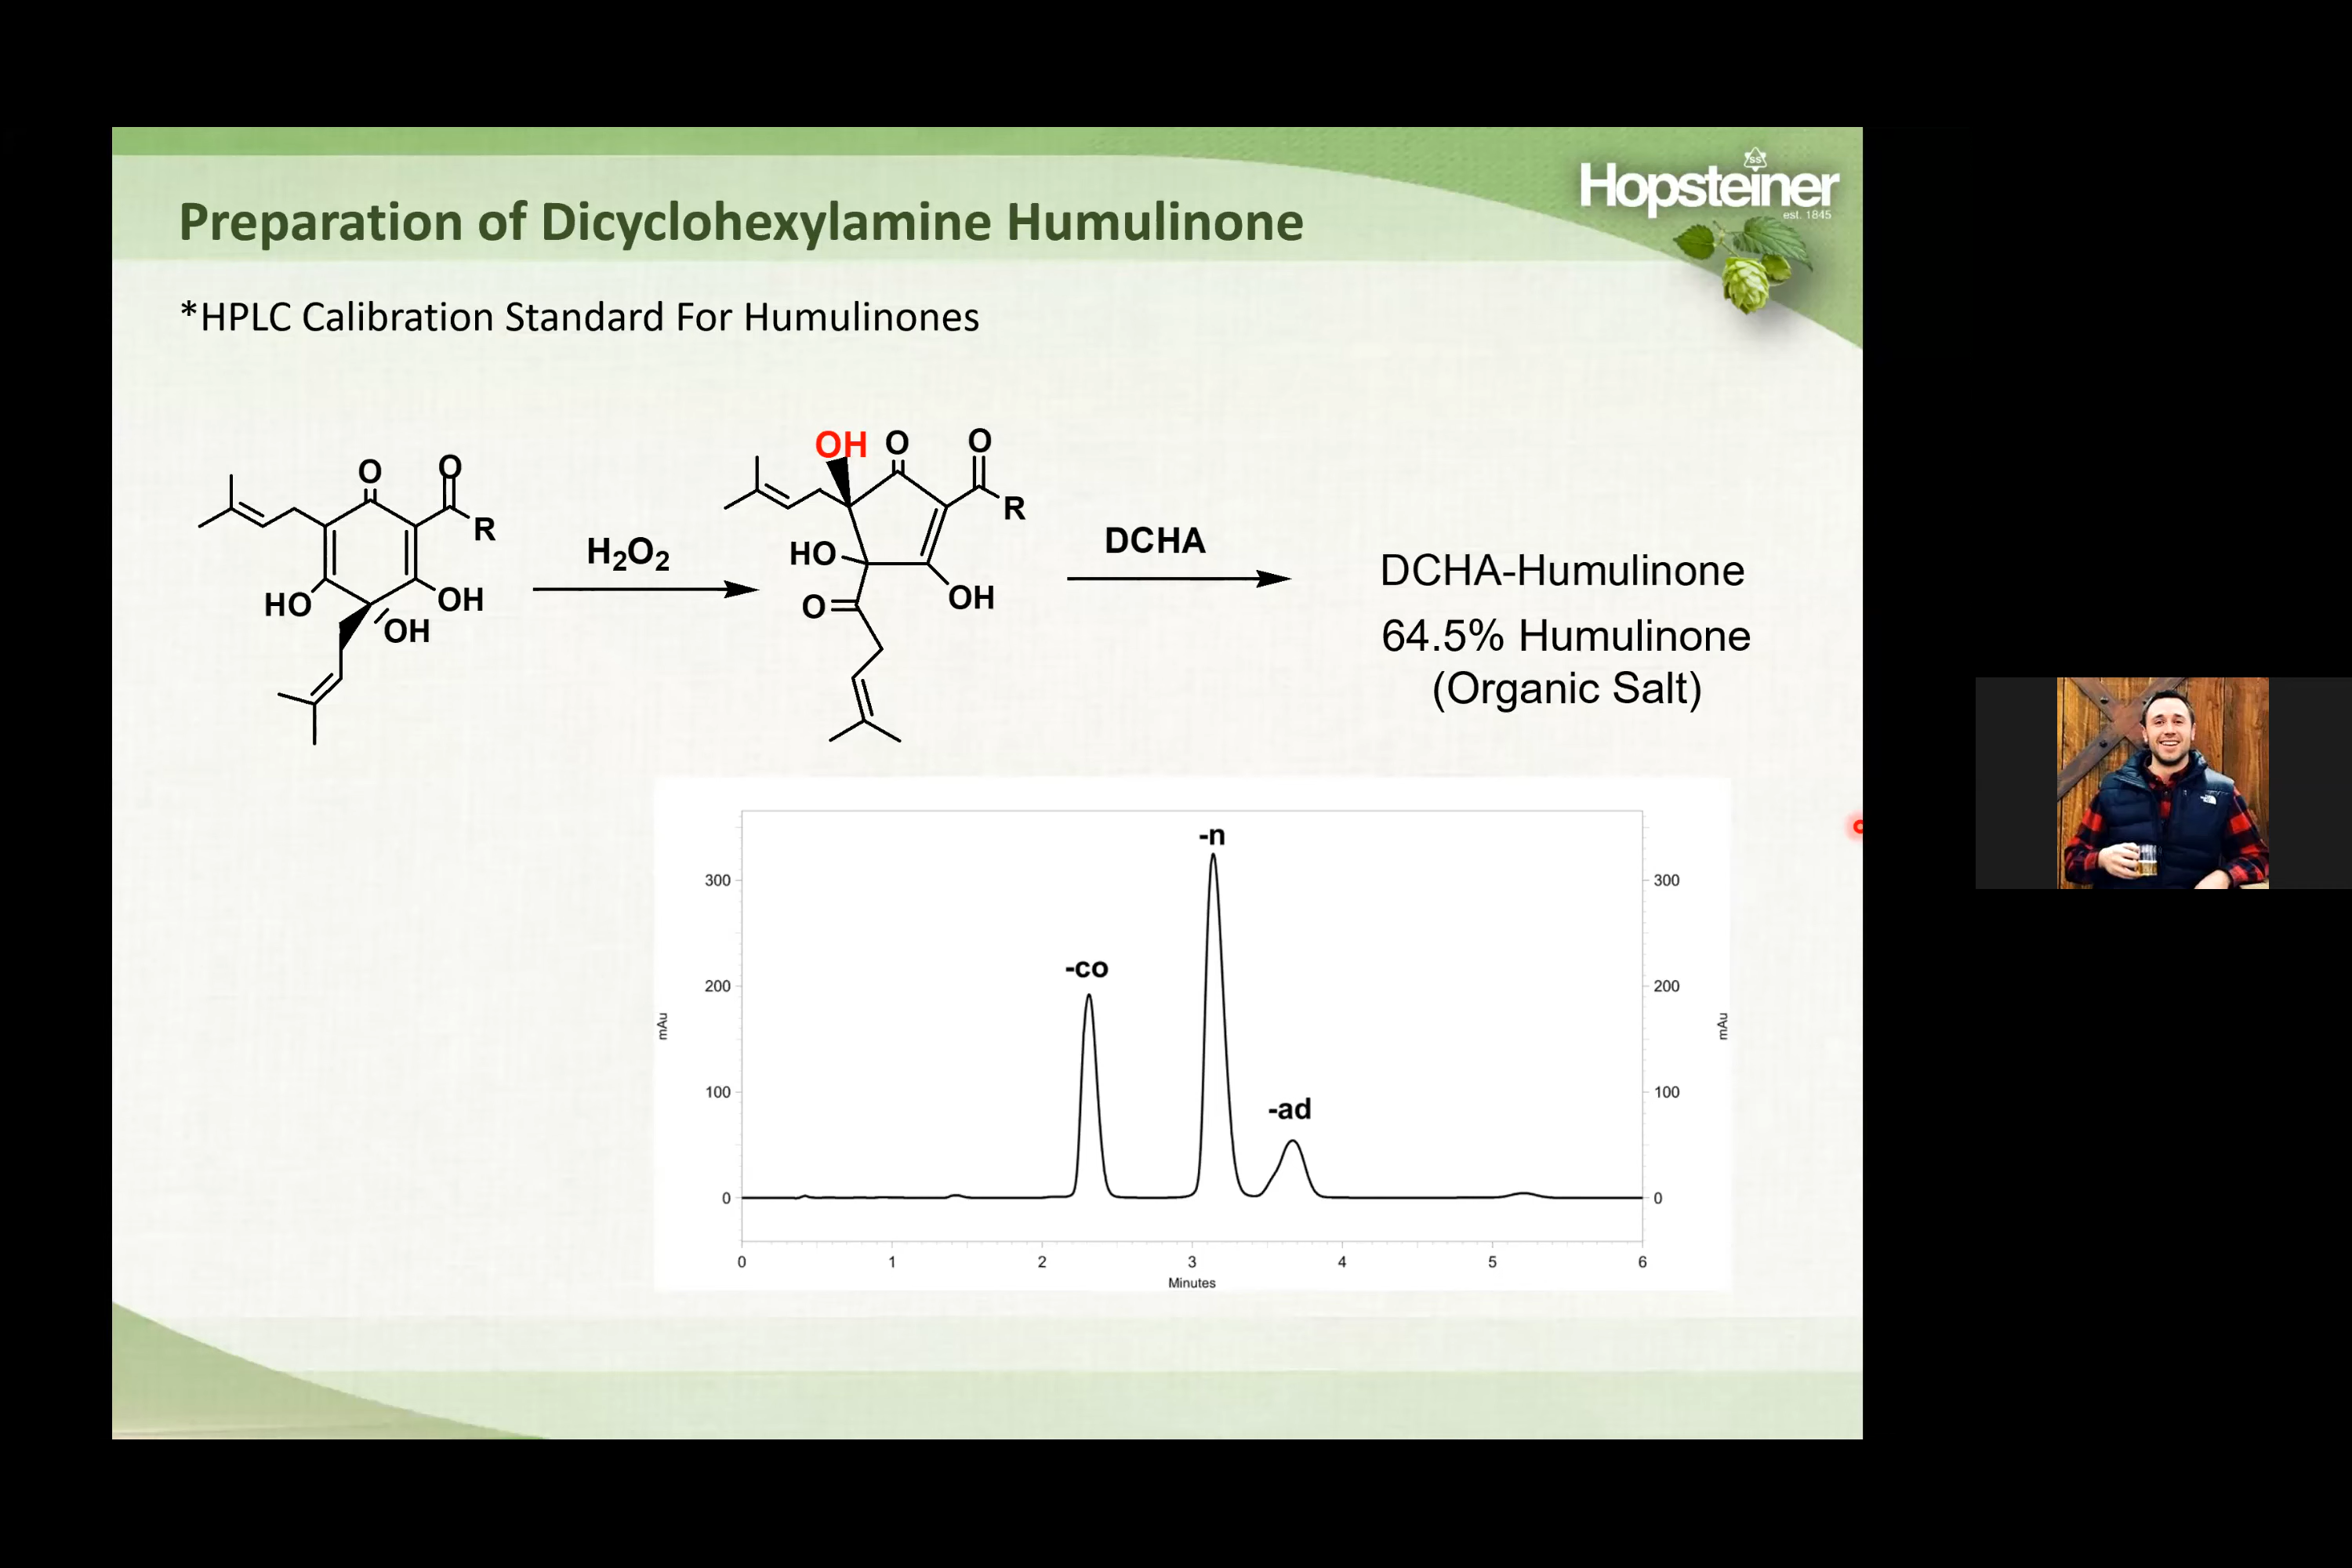 Hopsteiner
SS
est. 1845
Preparation of Dicyclohexylamine Humulinone
*HPLC Calibration Standard For Humulinones
O
O
R
HO
OH
OH
H₂O₂
OH
O
O
R
HO
OH
O
DCHA
DCHA-Humulinone
64.5% Humulinone
(Organic Salt)
-n
-co
-ad
300
200
100
0
mAu
300
200
100
0
mAu
0 1 2 3 4 5 6
Minutes